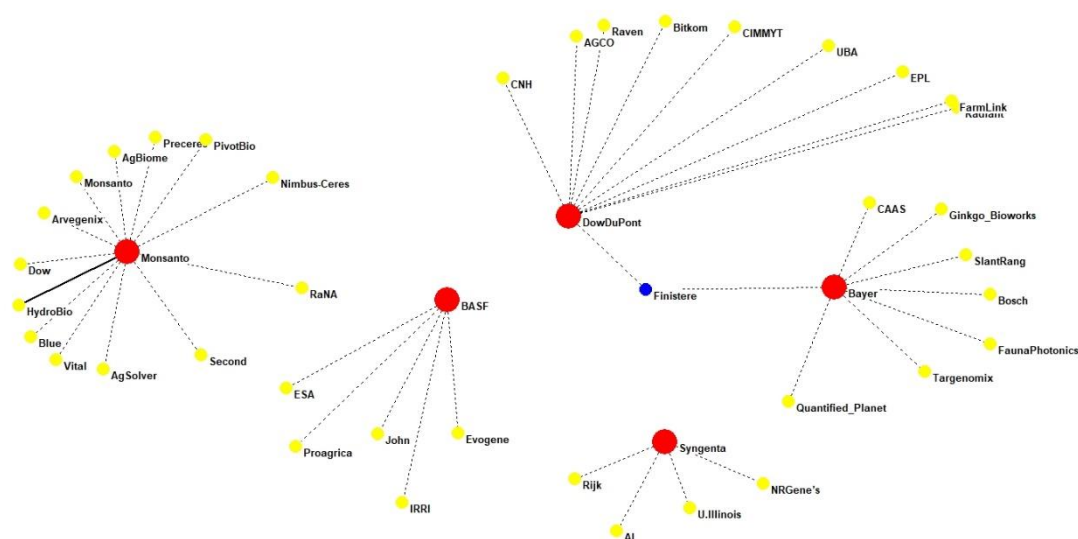 Raven
Bitkom
CIMMYT
AGCO
UBA
EPL
CNH
FarmLink
Radiant
Preceres
PivotBio
AgBiome
Monsanto
Nimbus-Ceres
Arvegenix
Monsanto
Dow
RaNA
HydroBio
Blue
Vital
AgSolver
Second
DowDuPont
CAAS
Ginkgo_Bioworks
SlantRang
Finistere
Bayer
Bosch
FaunaPhotonics
Targenomix
Quantified_Planet
BASF
ESA
John
Evogene
Proagrica
IRRI
Syngenta
Rijk
NRGene's
U.Illinois